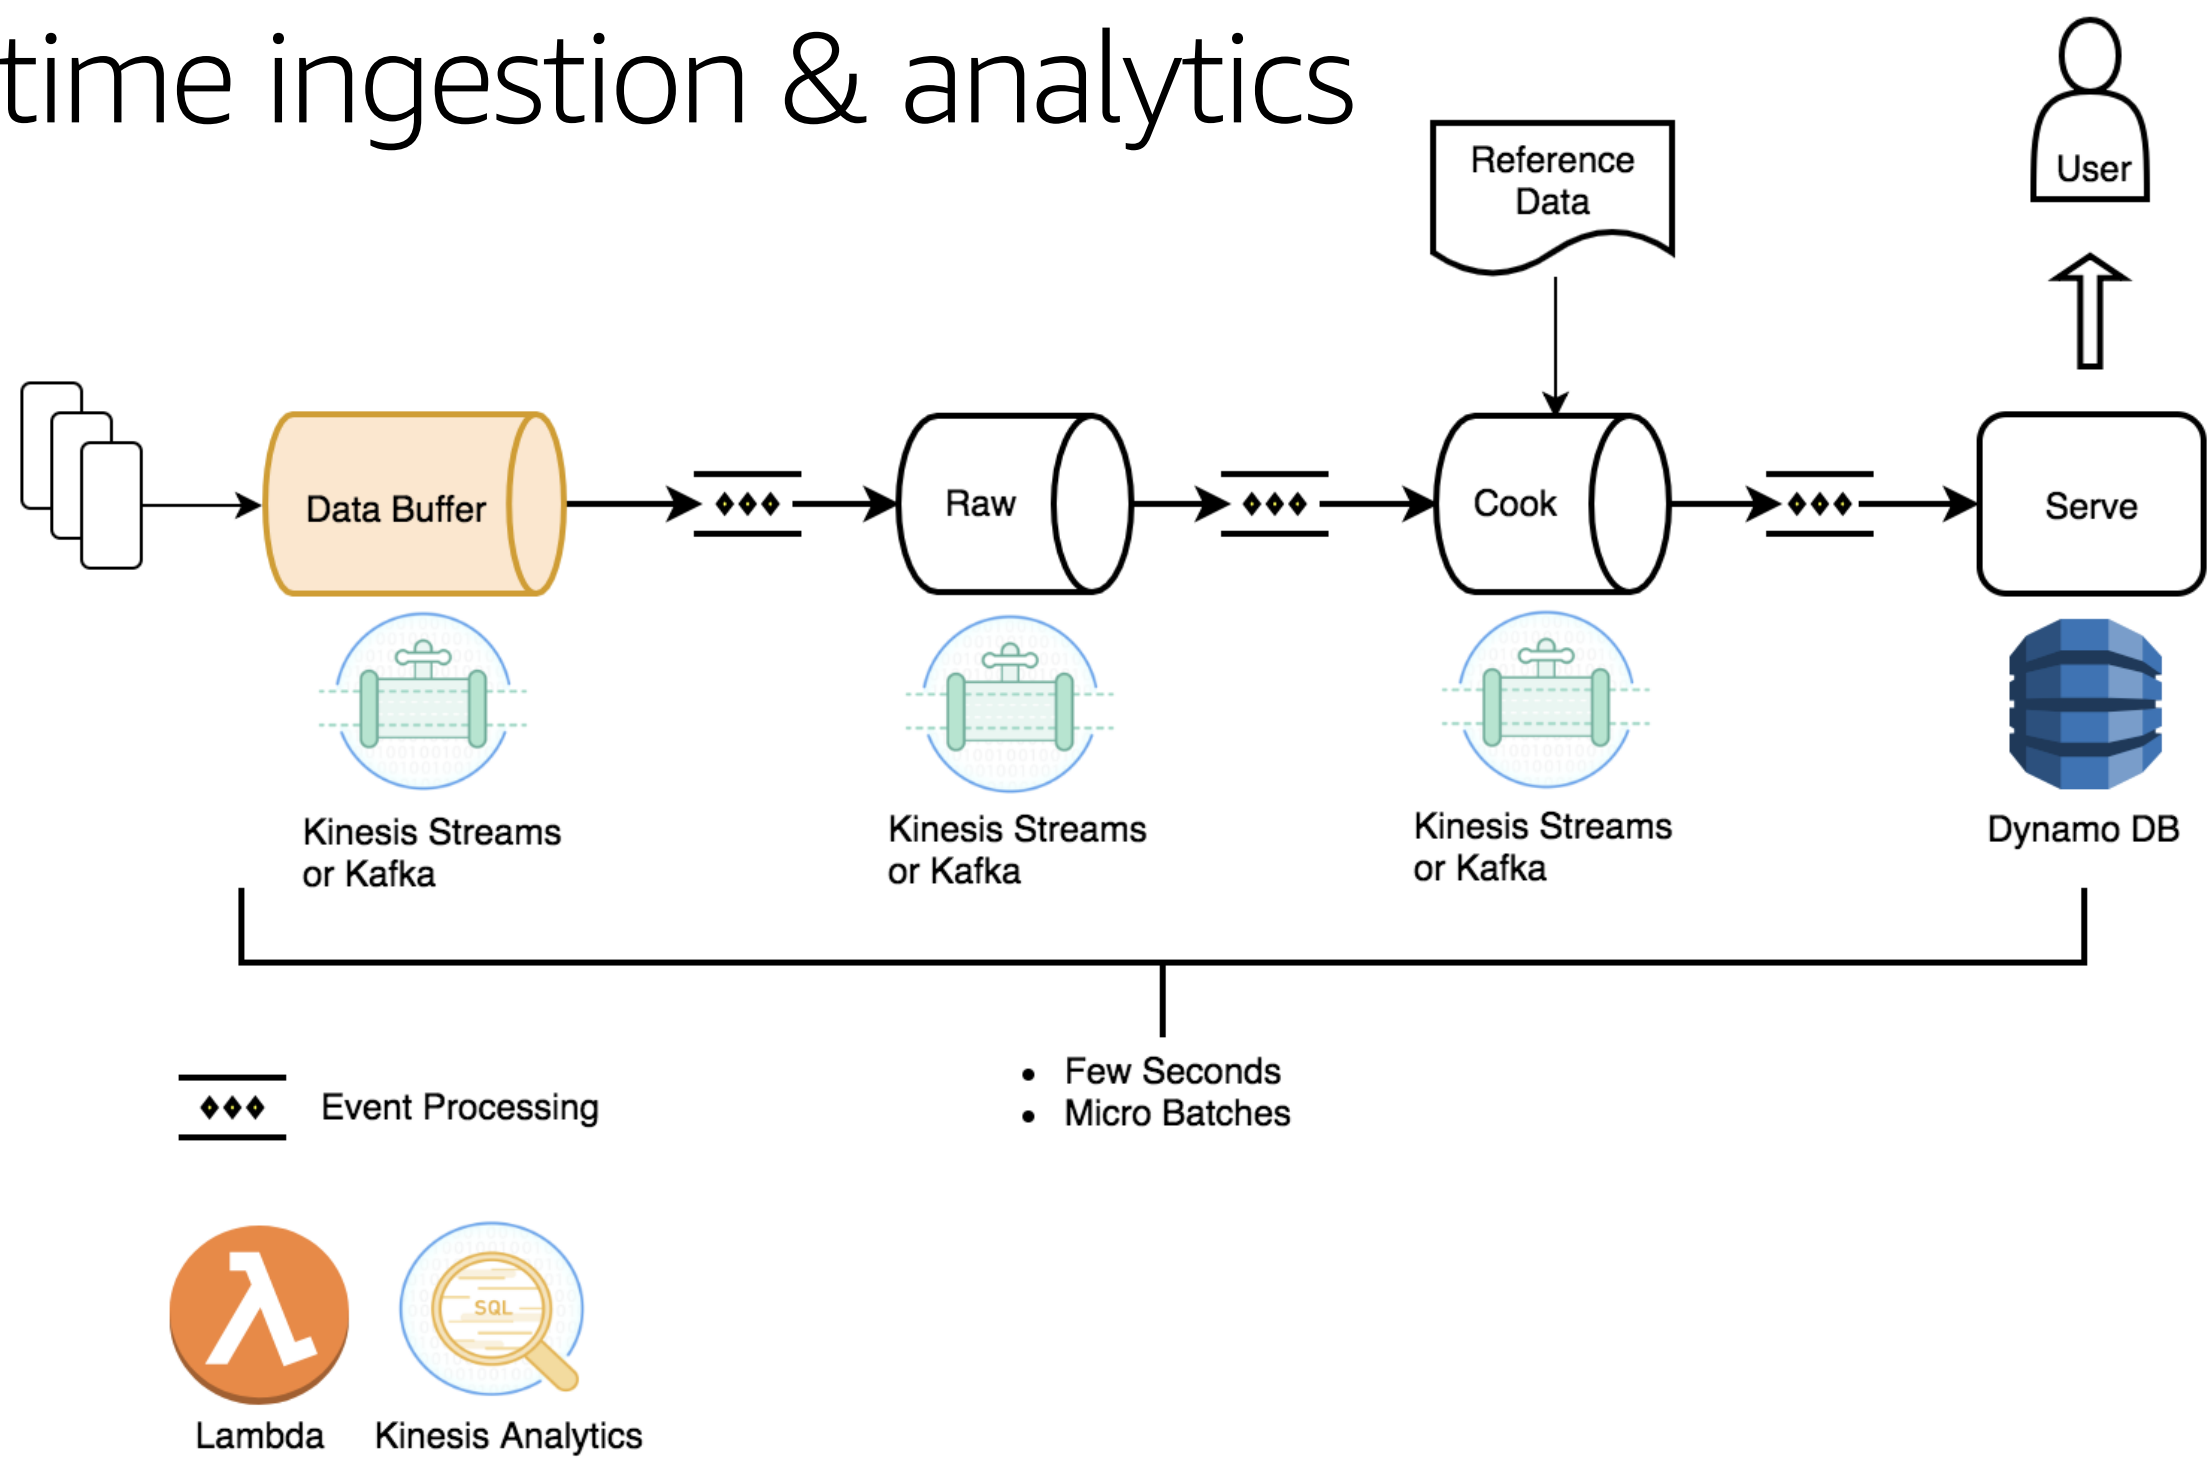 time ingestion & analytics
Reference
Data
User
Data Buffer
Raw
Cook
Serve
Kinesis Streams
or Kafka
Kinesis Streams
or Kafka
Kinesis Streams
or Kafka
Dynamo DB
• Few Seconds
• Micro Batches
Event Processing
SQL
Lambda
Kinesis Analytics